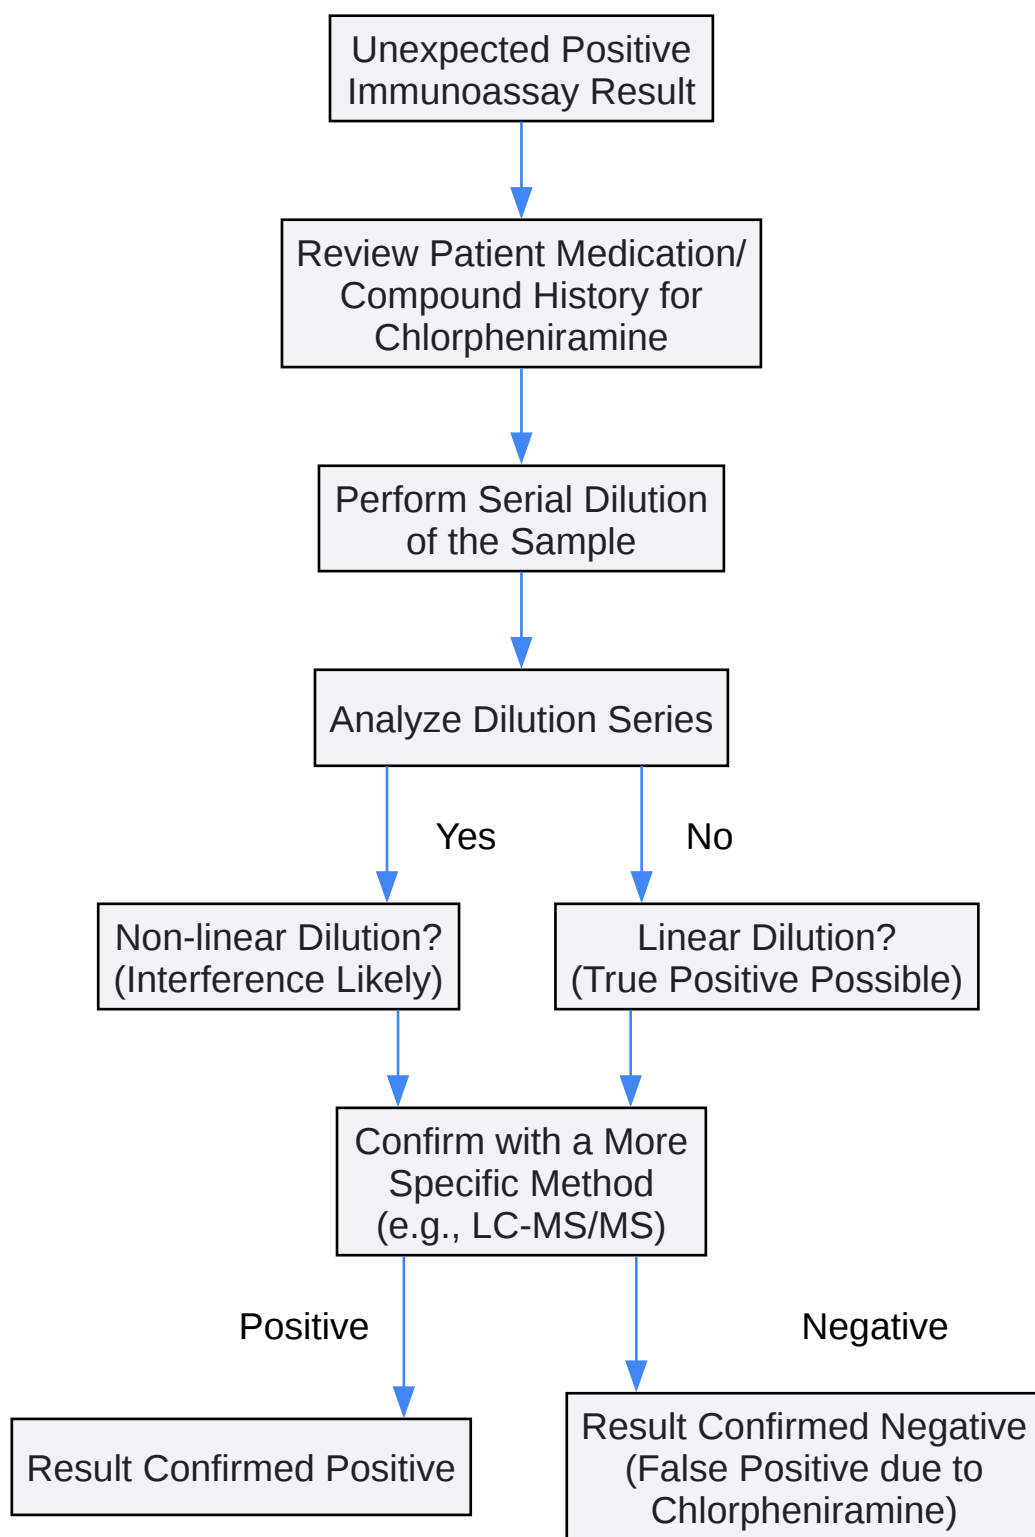 Unexpected Positive
Immunoassay Result
Review Patient Medication/
Compound History for
Chlorpheniramine
Perform Serial Dilution
of the Sample
Analyze Dilution Series
Yes
No
Non-linear Dilution?
(Interference Likely)
Linear Dilution?
(True Positive Possible)
Confirm with a More
Specific Method
(e.g., LC-MS/MS)
Positive
Negative
Result Confirmed Positive
Result Confirmed Negative
(False Positive due to
Chlorpheniramine)